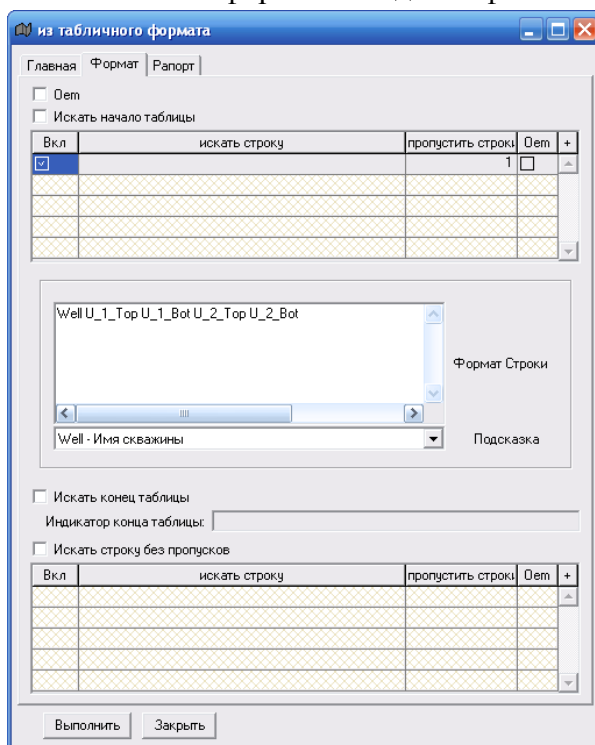 из табличного формата
Главная Формат Рапорт
Oem
Искать начало таблицы
Вкл искать строку пропустить строки Oem +
1
Well U_1_Top U_1_Bot U_2_Top U_2_Bot
Формат Строки
Well - Имя скважины Подсказка
Искать конец таблицы
Индикатор конца таблицы:
Искать строку без пропусков
Вкл искать строку пропустить строки Oem +
Выполнить Закрыть